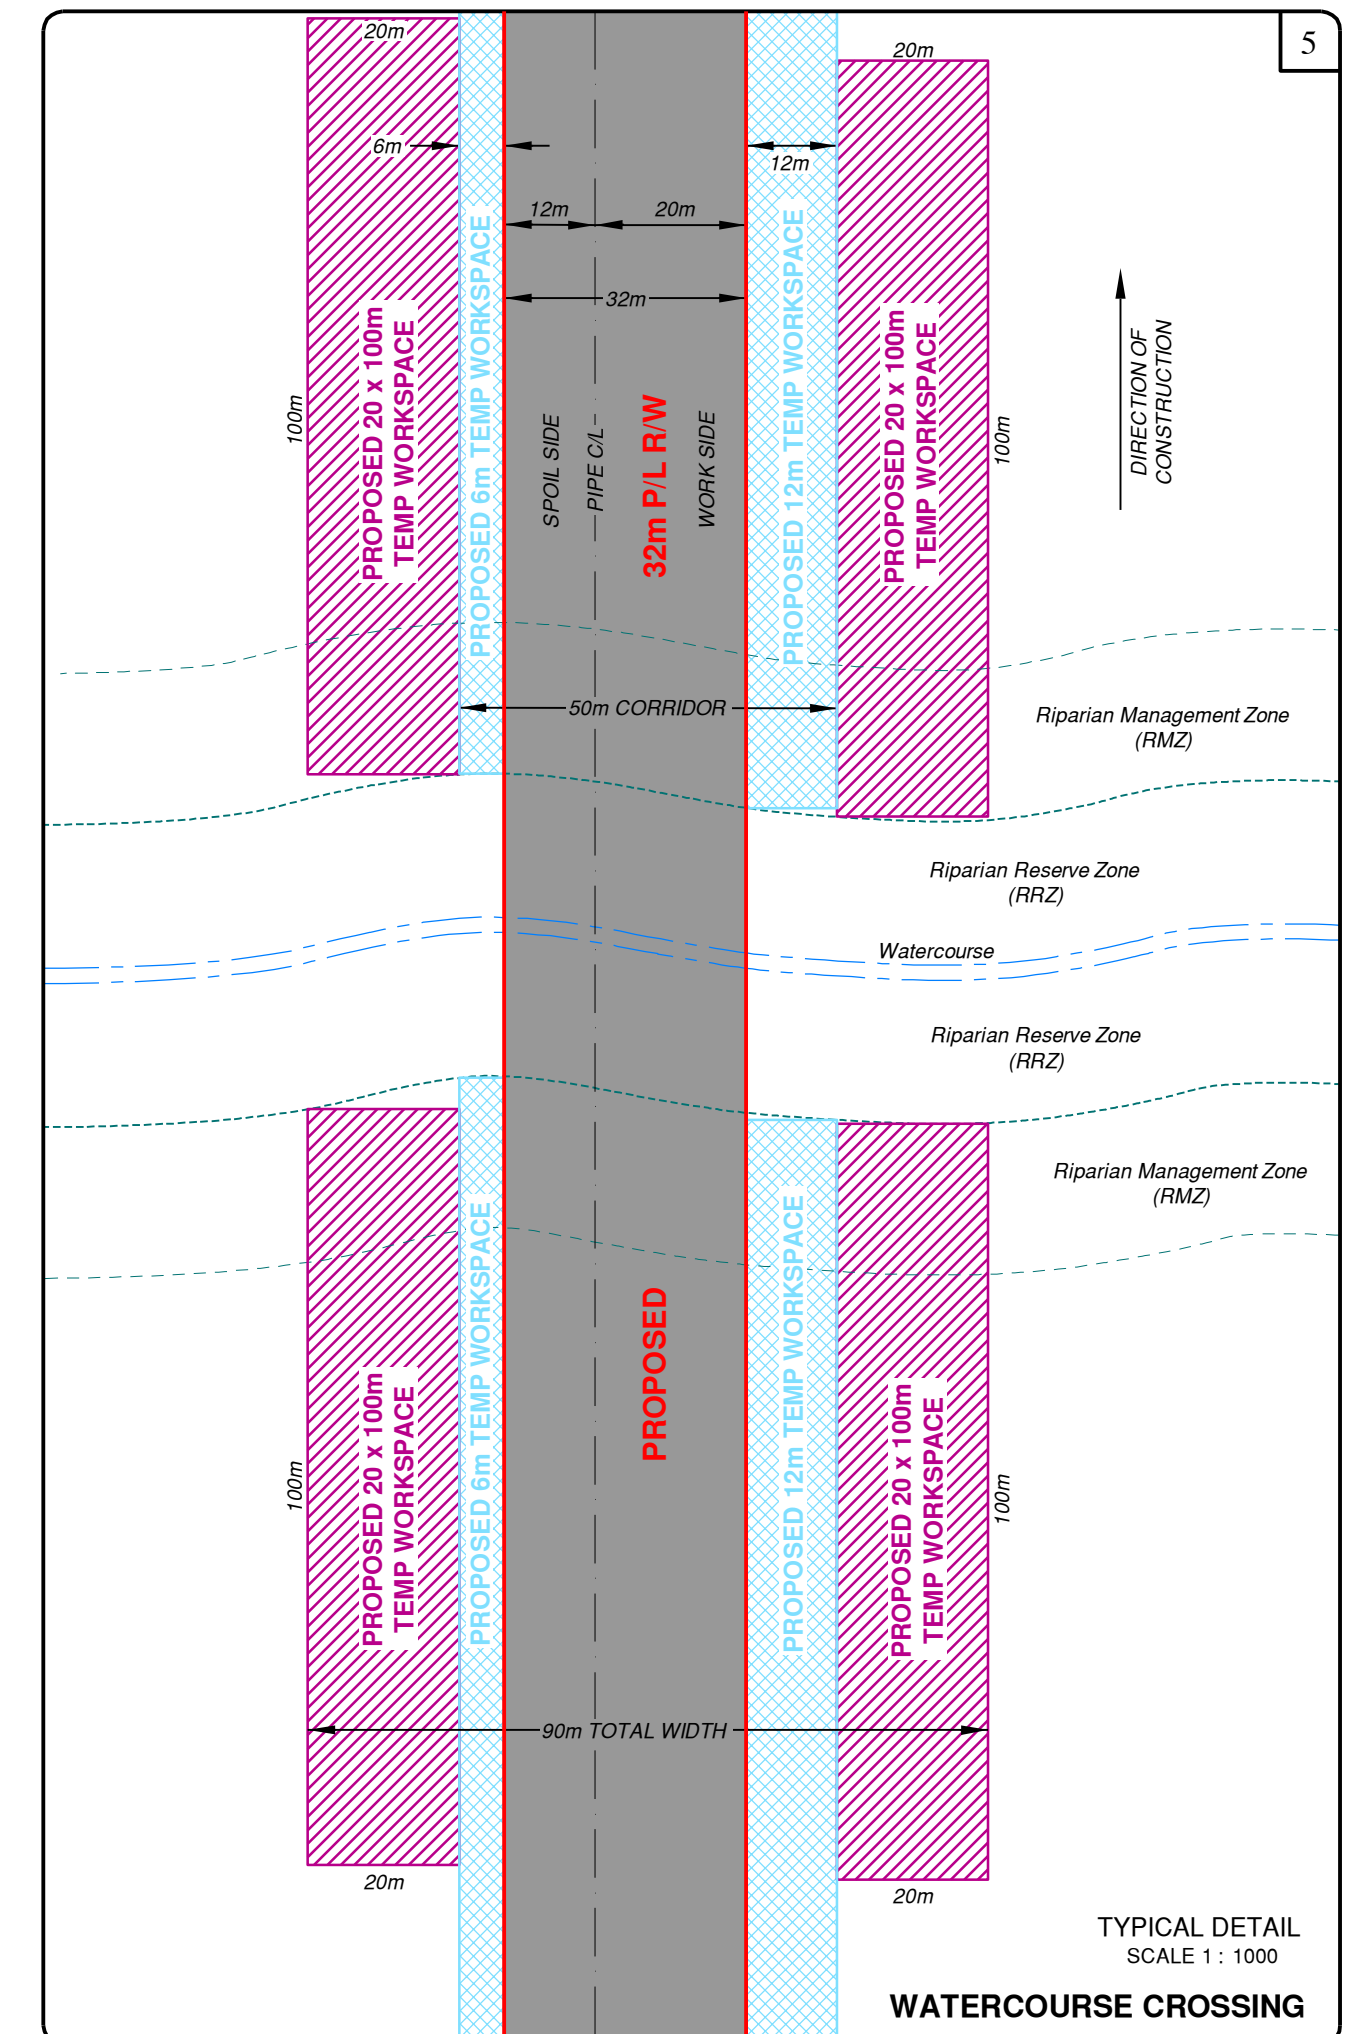 5
20m
20m
6m
12m
12m
20m
32m
PROPOSED 20 x 100m
TEMP WORKSPACE
100m
PROPOSED 6m TEMP WORKSPACE
SPOIL SIDE
PIPE C/L
32m P/L R/W
WORK SIDE
PROPOSED 12m TEMP WORKSPACE
PROPOSED 20 x 100m
TEMP WORKSPACE
100m
DIRECTION OF
CONSTRUCTION
50m CORRIDOR
Riparian Management Zone
(RMZ)
Riparian Reserve Zone
(RRZ)
Watercourse
Riparian Reserve Zone
(RRZ)
Riparian Management Zone
(RMZ)
100m
PROPOSED 20 x 100m
TEMP WORKSPACE
PROPOSED 6m TEMP WORKSPACE
PROPOSED
PROPOSED 12m TEMP WORKSPACE
PROPOSED 20 x 100m
TEMP WORKSPACE
100m
90m TOTAL WIDTH
20m
20m
TYPICAL DETAIL
SCALE 1 : 1000
WATERCOURSE CROSSING